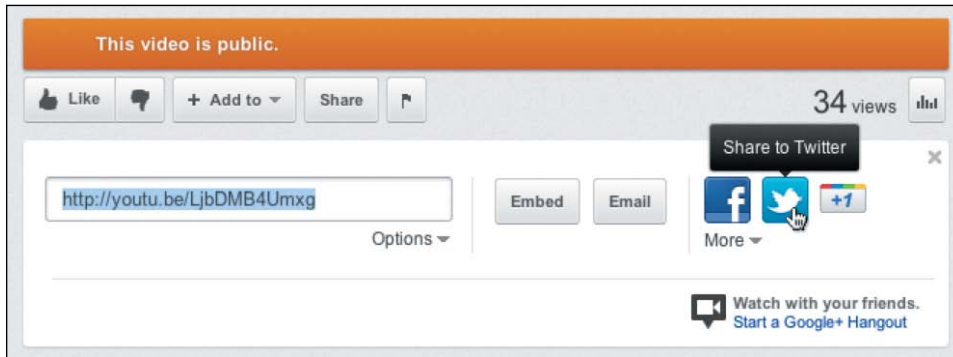 This video is public.
Like
+ Add to
Share
34 views
Share to Twitter
http://youtu.be/LjbDMB4Umxg
Embed
Email
f
+1
Options
More
Watch with your friends.
Start a Google+ Hangout